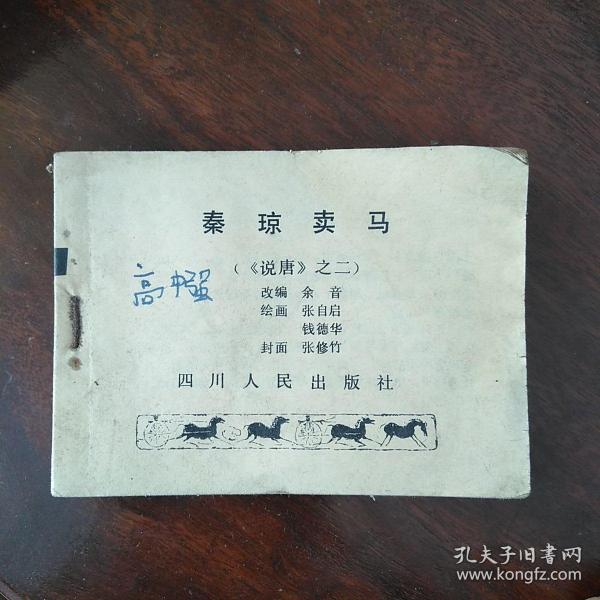 秦琼卖马
（《说唐》之二）
高中强
改编 余音
绘画 张自启
钱德华
封面 张修竹
四川人民出版社
孔夫子旧书网
www.kongfz.com